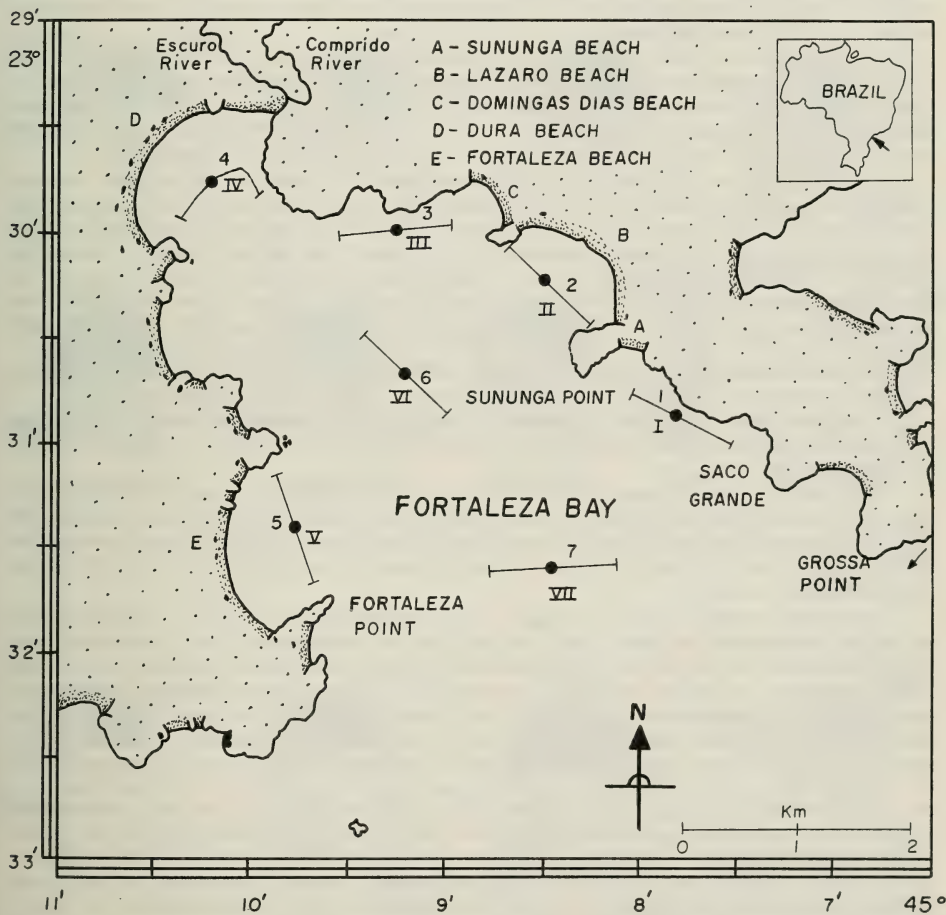 29'
23°
Escuro
River
Comprido
River
A - SUNUNGA BEACH
B - LAZARO BEACH
C - DOMINGAS DIAS BEACH
D - DURA BEACH
E - FORTALEZA BEACH
BRAZIL
D
4
IV
C
3
III
B
30'
2
II
A
6
VI
SUNUNGA POINT
1
I
31'
SACO
GRANDE
FORTALEZA BAY
E
5
V
7
VII
GROSSA
POINT
FORTALEZA
POINT
32'
N
Km
0 1 2
33'
11' 10' 9' 8' 7' 45°